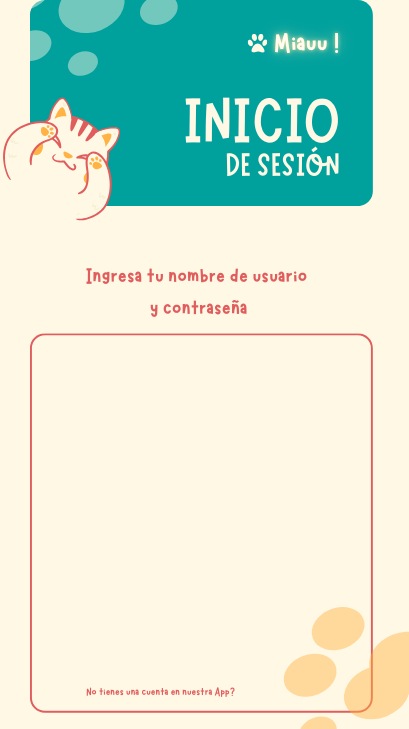 Miauu !
INICIO
DE SESIÓN
Ingresa tu nombre de usuario
y contraseña
No tienes una cuenta en nuestra App?